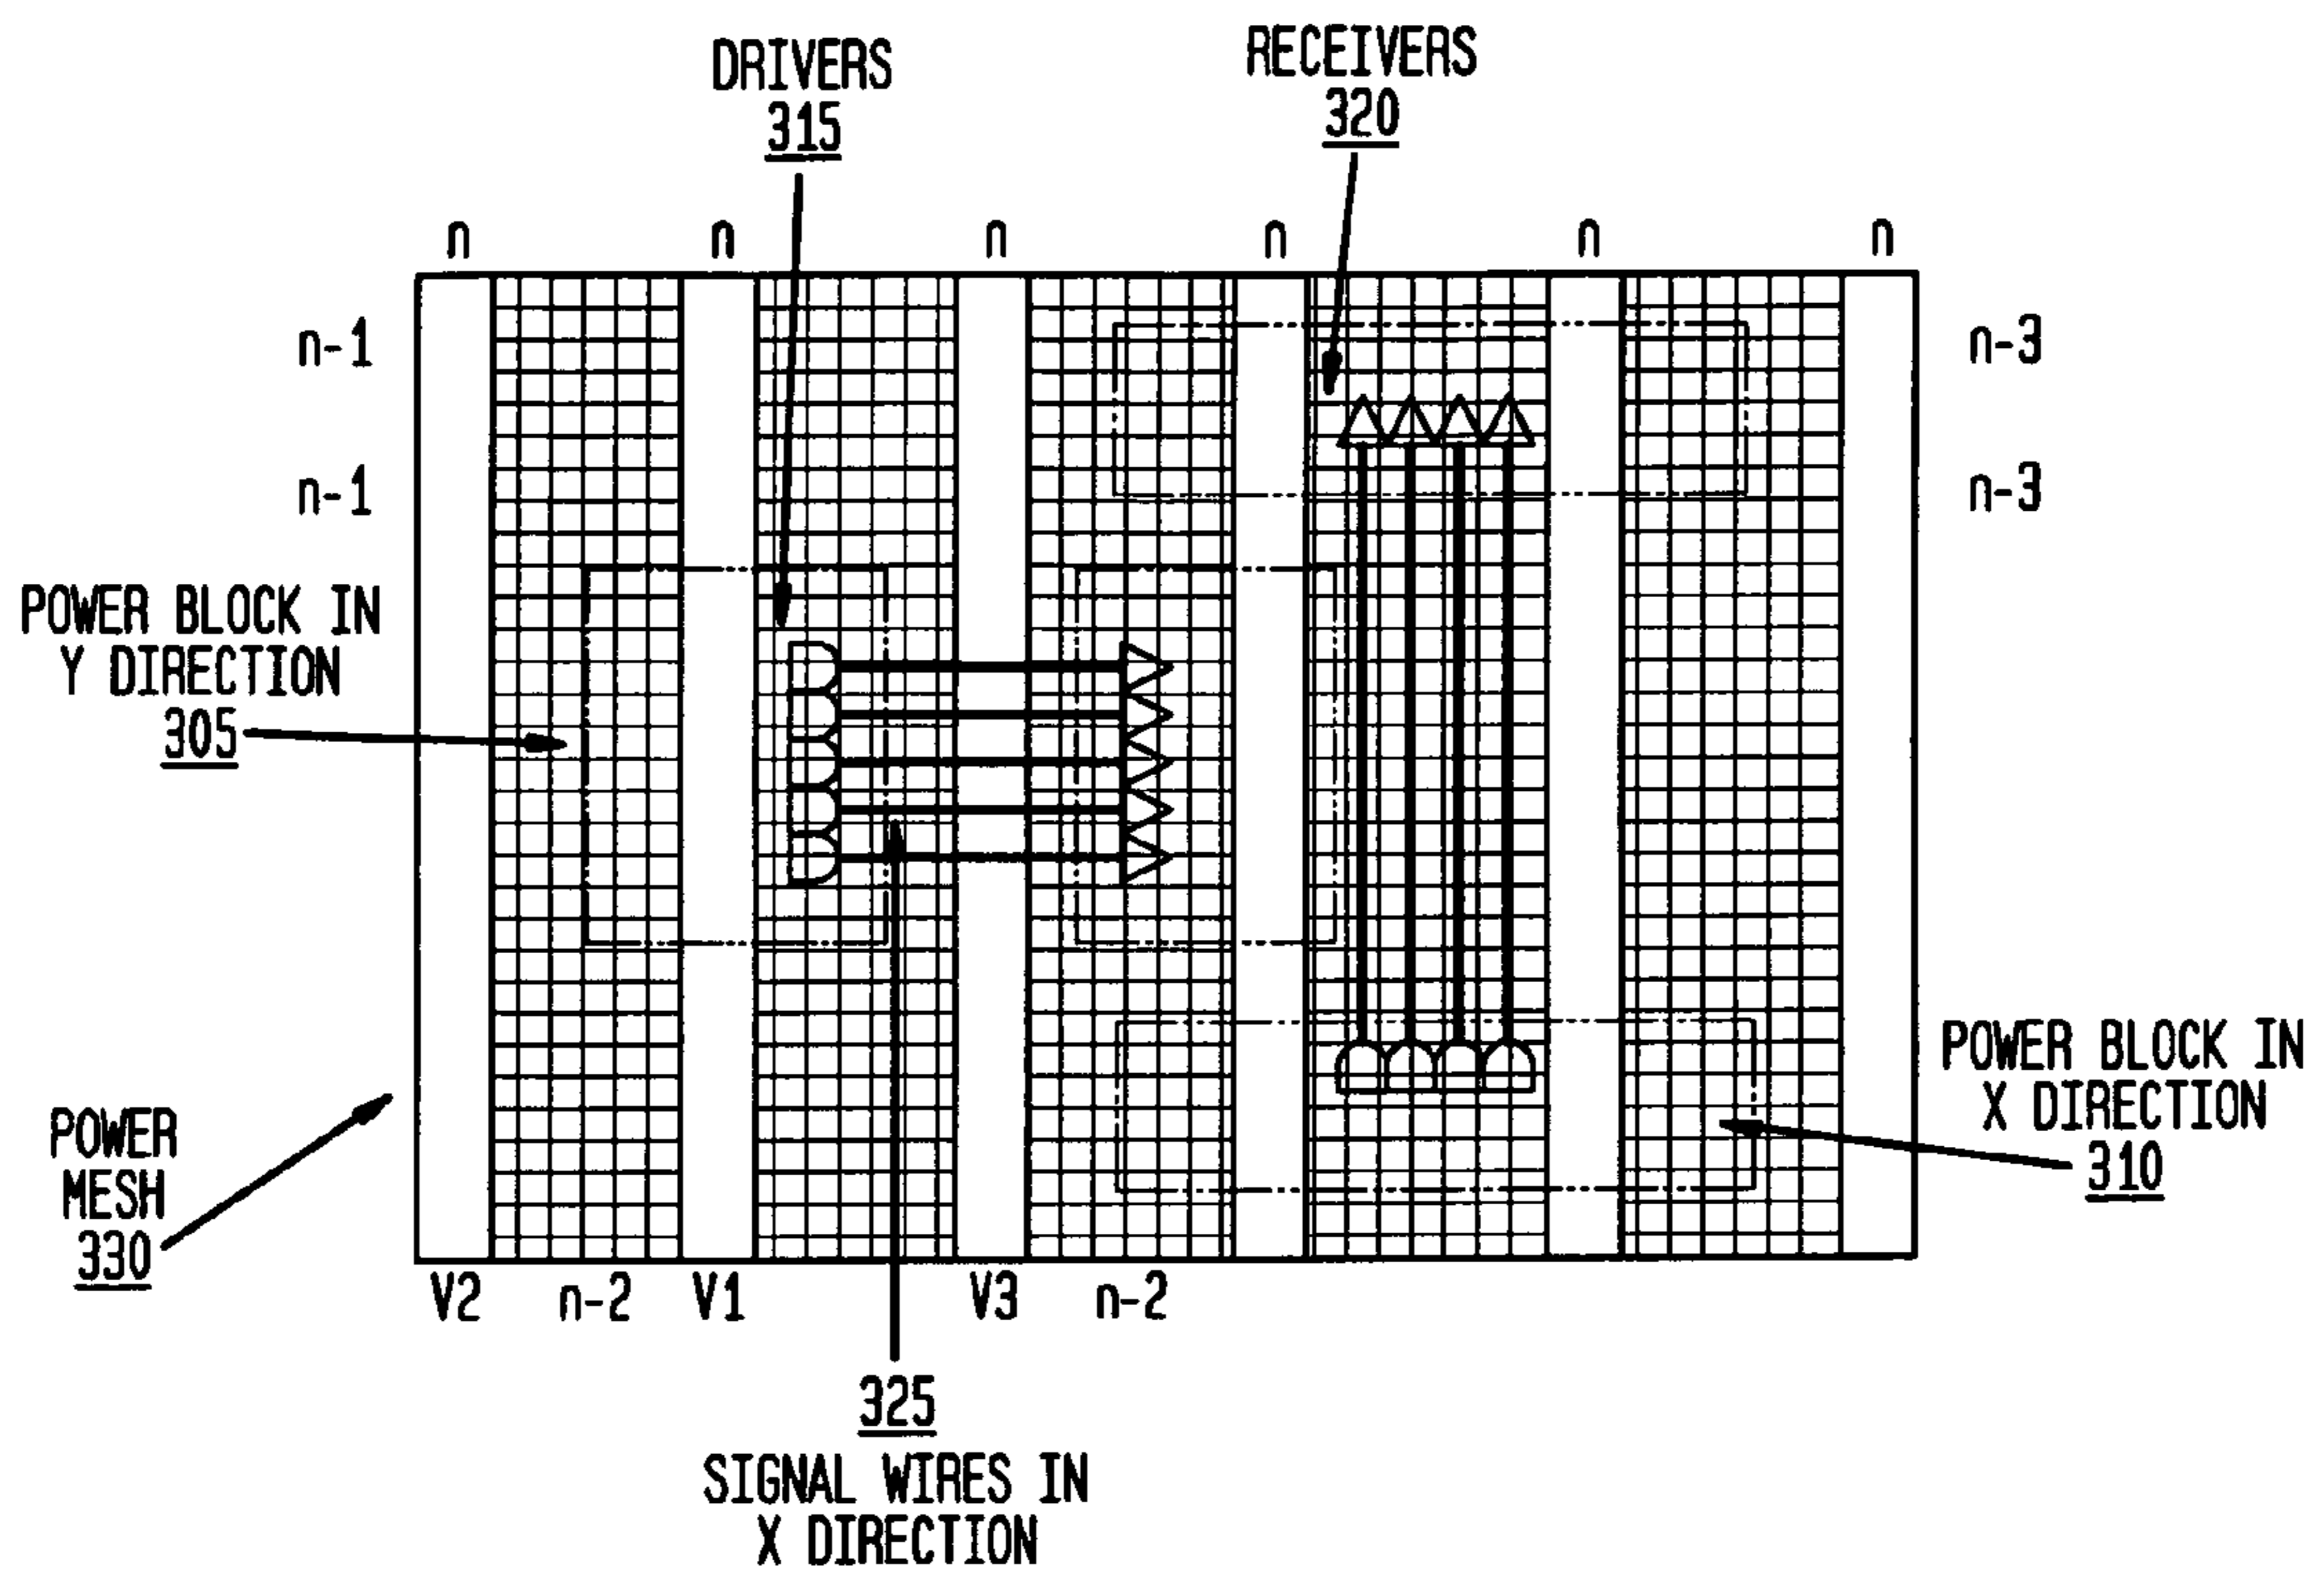 DRIVERS
315
RECEIVERS
320
n n n n n n
n-1 n-3
n-1 n-3
POWER BLOCK IN
Y DIRECTION
305
POWER BLOCK IN
X DIRECTION
310
POWER
MESH
330
V2 n-2 V1 V3 n-2
325
SIGNAL WIRES IN
X DIRECTION